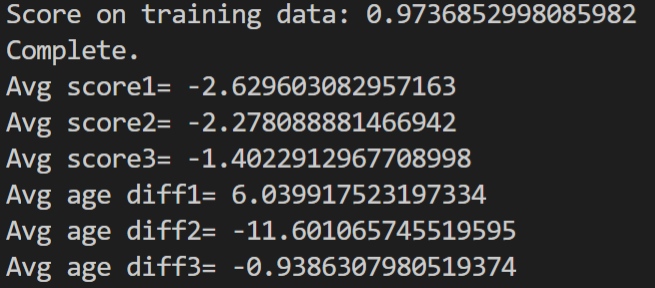 Score on training data: 0.9736852998085982
Complete.
Avg score1= -2.629603082957163
Avg score2= -2.278088881466942
Avg score3= -1.4022912967708998
Avg age diff1= 6.039917523197334
Avg age diff2= -11.601065745519595
Avg age diff3= -0.9386307980519374